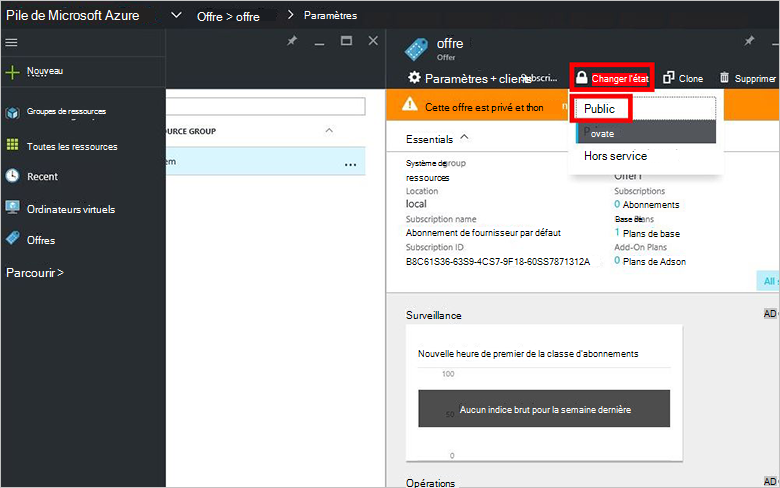 Pile de Microsoft Azure
Offre > offre
Paramètres
Nouveau
Groupes de ressources
Toutes les ressources
Recent
Ordinateurs virtuels
Offres
Parcourir >
OURCE GROUP
em
...
offre
Offer
Paramètres + clients
Subscri...
Changer l'état
Clone
Supprimer
Cette offre est privé et thon
Public
ovate
Hors service
Essentials
Système de group
ressources
Location
local
Subscription name
Abonnement de fournisseur par défaut
Subscription ID
B8C61S36-63S9-4CS7-9F18-60SS7871312A
Offer1
Subscriptions
0 Abonnements
Base de Plans
1 Plans de base
Add-On Plans
0 Plans de Adson
All s
Surveillance
AD
Nouvelle heure de premier de la classe d'abonnements
100
50
0
Aucun indice brut pour la semaine dernière
Opérations
AD